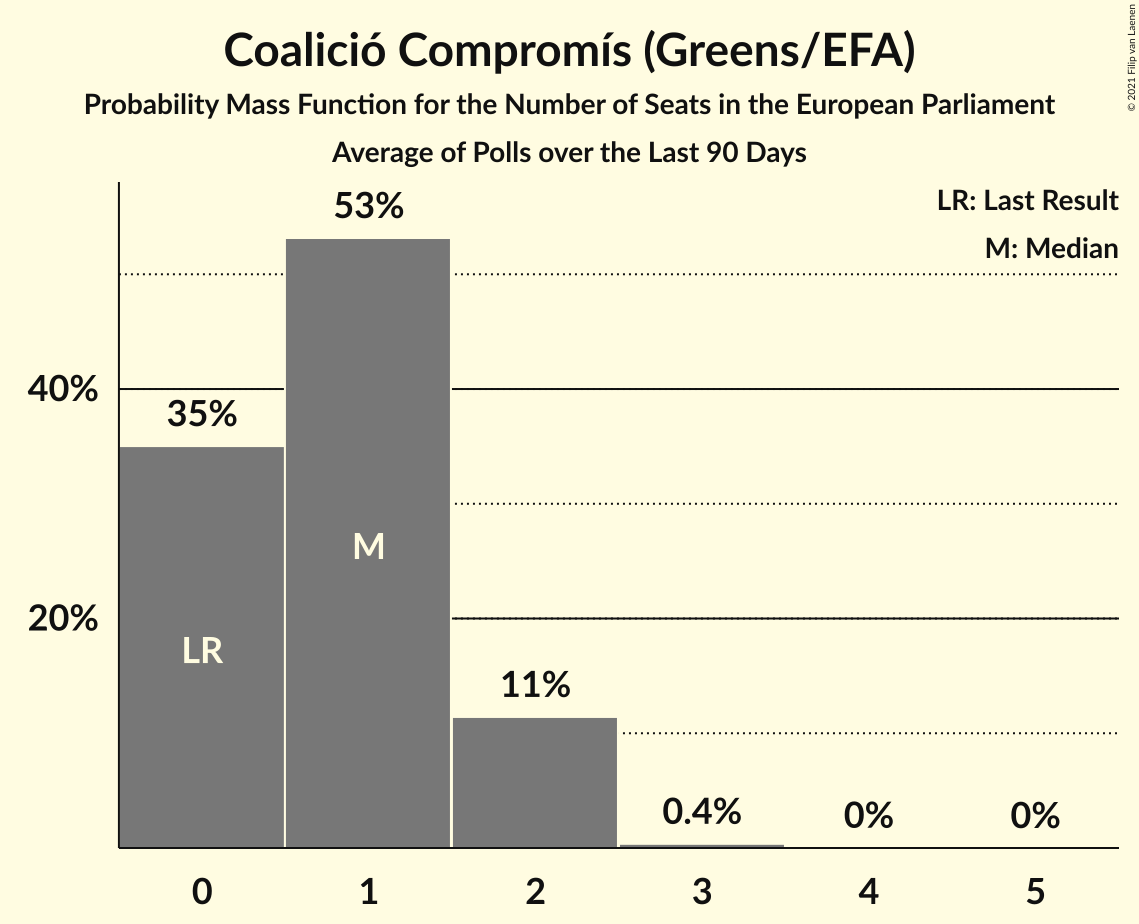 Coalició Compromís (Greens/EFA)
Probability Mass Function for the Number of Seats in the European Parliament
Average of Polls over the Last 90 Days
© 2021 Filip van Laenen
LR: Last Result
M: Median
53%
40%
35%
M
20%
LR
11%
0.4%
0%
0%
0 1 2 3 4 5